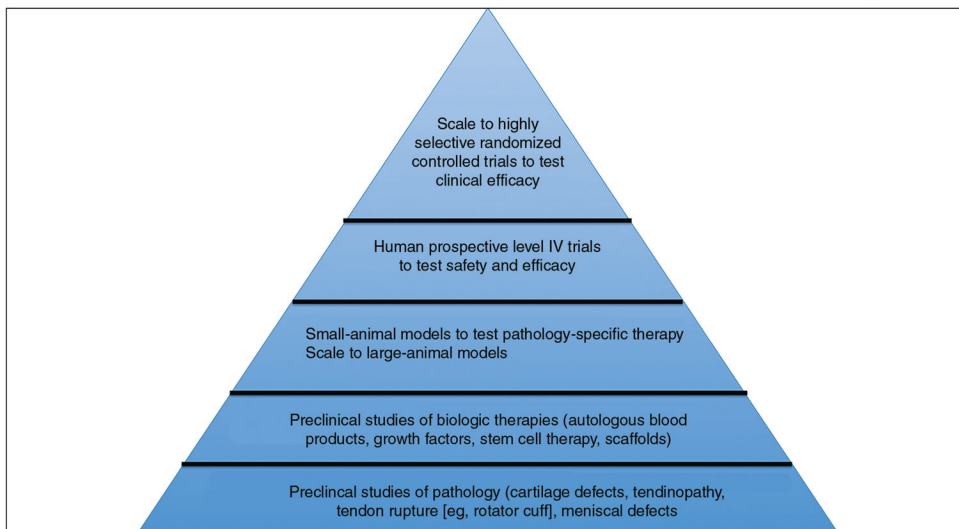 Scale to highly
selective randomized
controlled trials to test
clinical efficacy
Human prospective level IV trials
to test safety and efficacy
Small-animal models to test pathology-specific therapy
Scale to large-animal models
Preclinical studies of biologic therapies (autologous blood
products, growth factors, stem cell therapy, scaffolds)
Preclincal studies of pathology (cartilage defects, tendinopathy,
tendon rupture [eg, rotator cuff], meniscal defects